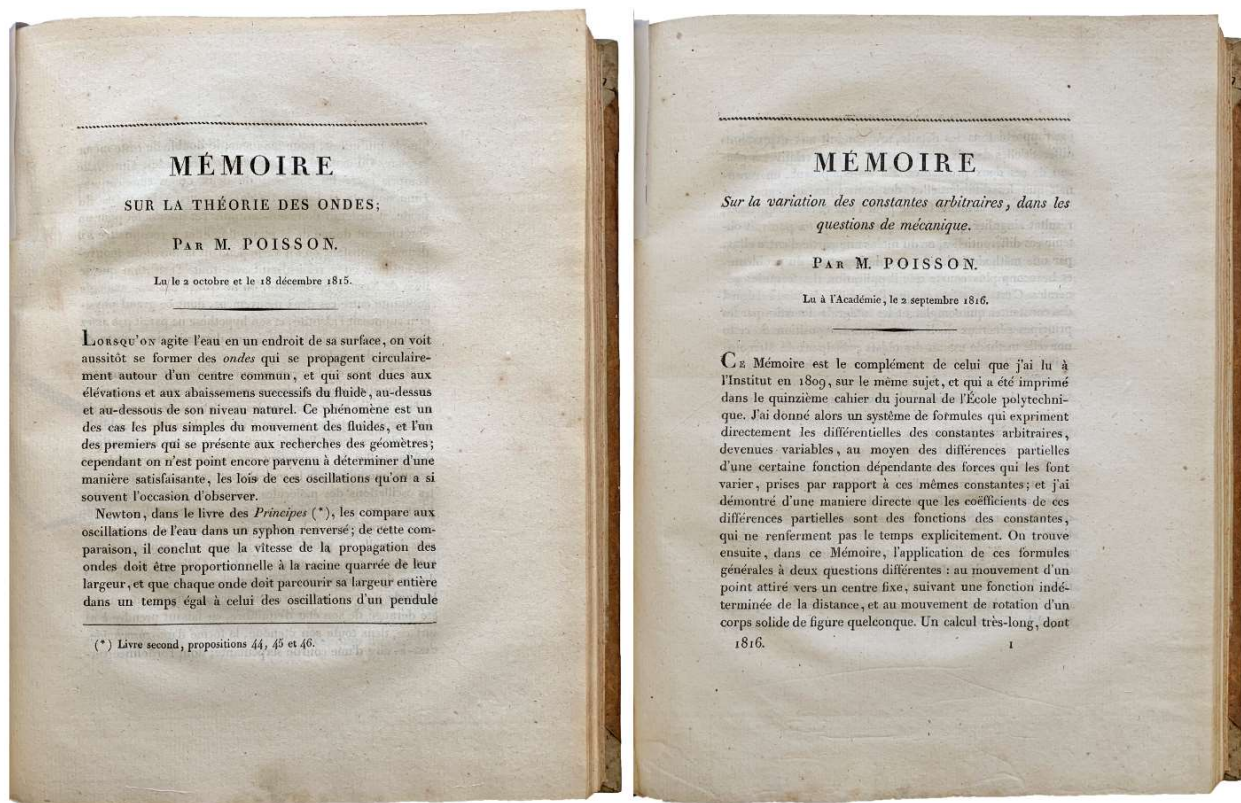 MÉMOIRE
SUR LA THÉORIE DES ONDES;
PAR M. POISSON.
Lu le 2 octobre et le 18 décembre 1815.
LORSQU'ON agite l'eau en un endroit de sa surface, on voit
aussitôt se former des ondes qui se propagent circulaire-
ment autour d'un centre commun, et qui sont dues aux
élévations et aux abaissemens successifs du fluide, au-dessus
et au-dessous de son niveau naturel. Ce phénomène est un
des cas les plus simples du mouvement des fluides, et l'un
des premiers qui se présente aux recherches des géomètres;
cependant on n'est point encore parvenu à déterminer d'une
manière satisfaisante, les lois de ces oscillations qu'on a si
souvent l'occasion d'observer.
Newton, dans le livre des Principes (*), les compare aux
oscillations de l'eau dans un syphon renversé; de cette com-
paraison, il conclut que la vîtesse de la propagation des
ondes doit être proportionnelle à la racine quarrée de leur
largeur, et que chaque onde doit parcourir sa largeur entière
dans un temps égal à celui des oscillations d'un pendule
(*) Livre second, propositions 44, 45 et 46.
MÉMOIRE
Sur la variation des constantes arbitraires, dans les
questions de mécanique.
PAR M. POISSON.
Lu à l'Académie, le 2 septembre 1816.
CE Mémoire est le complément de celui que j'ai lu à
l'Institut en 1809, sur le même sujet, et qui a été imprimé
dans le quinzième cahier du journal de l'École polytechni-
que. J'ai donné alors un système de formules qui expriment
directement les différentielles des constantes arbitraires,
devenues variables, au moyen des différences partielles
d'une certaine fonction dépendante des forces qui les font
varier, prises par rapport à ces mêmes constantes; et j'ai
démontré d'une maniere directe que les coëfficients de ces
différences partielles sont des fonctions des constantes,
qui ne renferment pas le temps explicitement. On trouve
ensuite, dans ce Mémoire, l'application de ces formules
générales à deux questions différentes : au mouvement d'un
point attiré vers un centre fixe, suivant une fonction indé-
terminée de la distance, et au mouvement de rotation d'un
corps solide de figure quelconque. Un calcul très-long, dont
1816. 1